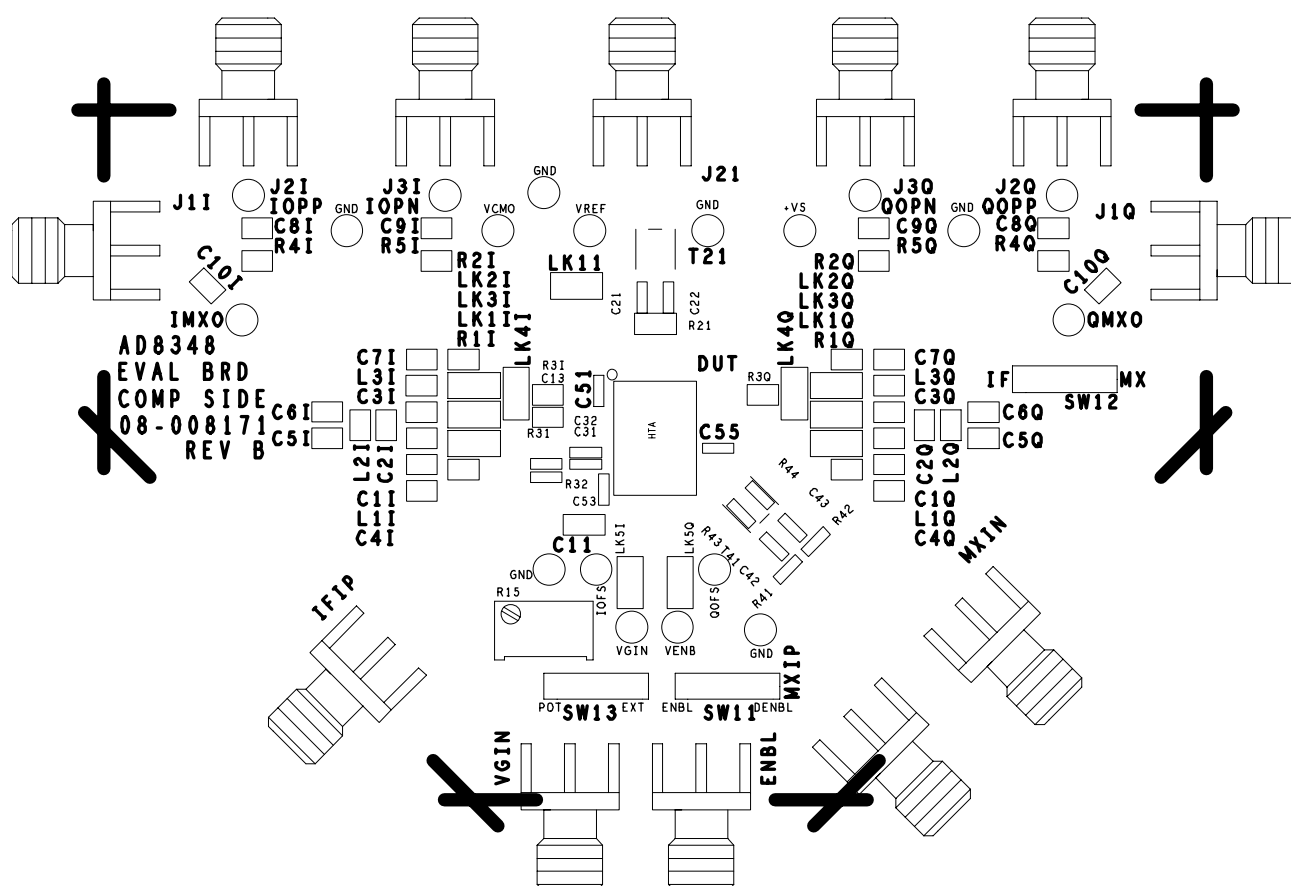 GND
J21
J1I
J2I
IOPP
GND
J3I
IOPN
VCMO
VREF
GND
+VS
J3Q
QOPN
GND
J2Q
QOPP
J1Q
C8I
R4I
C9I
R5I
C9Q
R5Q
C8Q
R4Q
C10I
C10Q
R2I
LK2I
LK3I
LK1I
R1I
LK4I
LK11
T21
C21
C22
R21
R2Q
LK2Q
LK3Q
LK1Q
R1Q
LK4Q
IMXO
QMXO
AD8348
EVAL BRD
COMP SIDE
08-008171
REV B
C7I
L3I
C3I
C6I
C5I
L2I
C2I
C1I
L1I
C4I
R3I
C13
C51
R31
C32
C31
R32
C53
C11
HTA
DUT
R3Q
C55
C7Q
L3Q
C3Q
IF
MX
SW12
C6Q
C5Q
C2Q
L2Q
C1Q
L1Q
C4Q
R44
C43
R42
R43
T41
C42
R41
LK5I
LK5Q
GND
IOFS
QOFS
R15
VGIN
VENB
GND
IFIP
MXIN
MXIP
POT
SW13
EXT
ENBL
SW11
DENBL
VGIN
ENBL